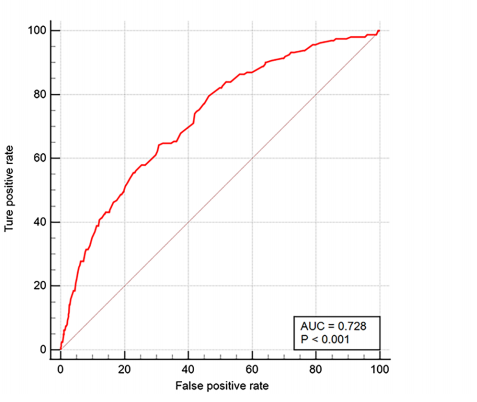 100
80
60
40
20
0
Ture positive rate
AUC = 0.728
P < 0.001
0 20 40 60 80 100
False positive rate